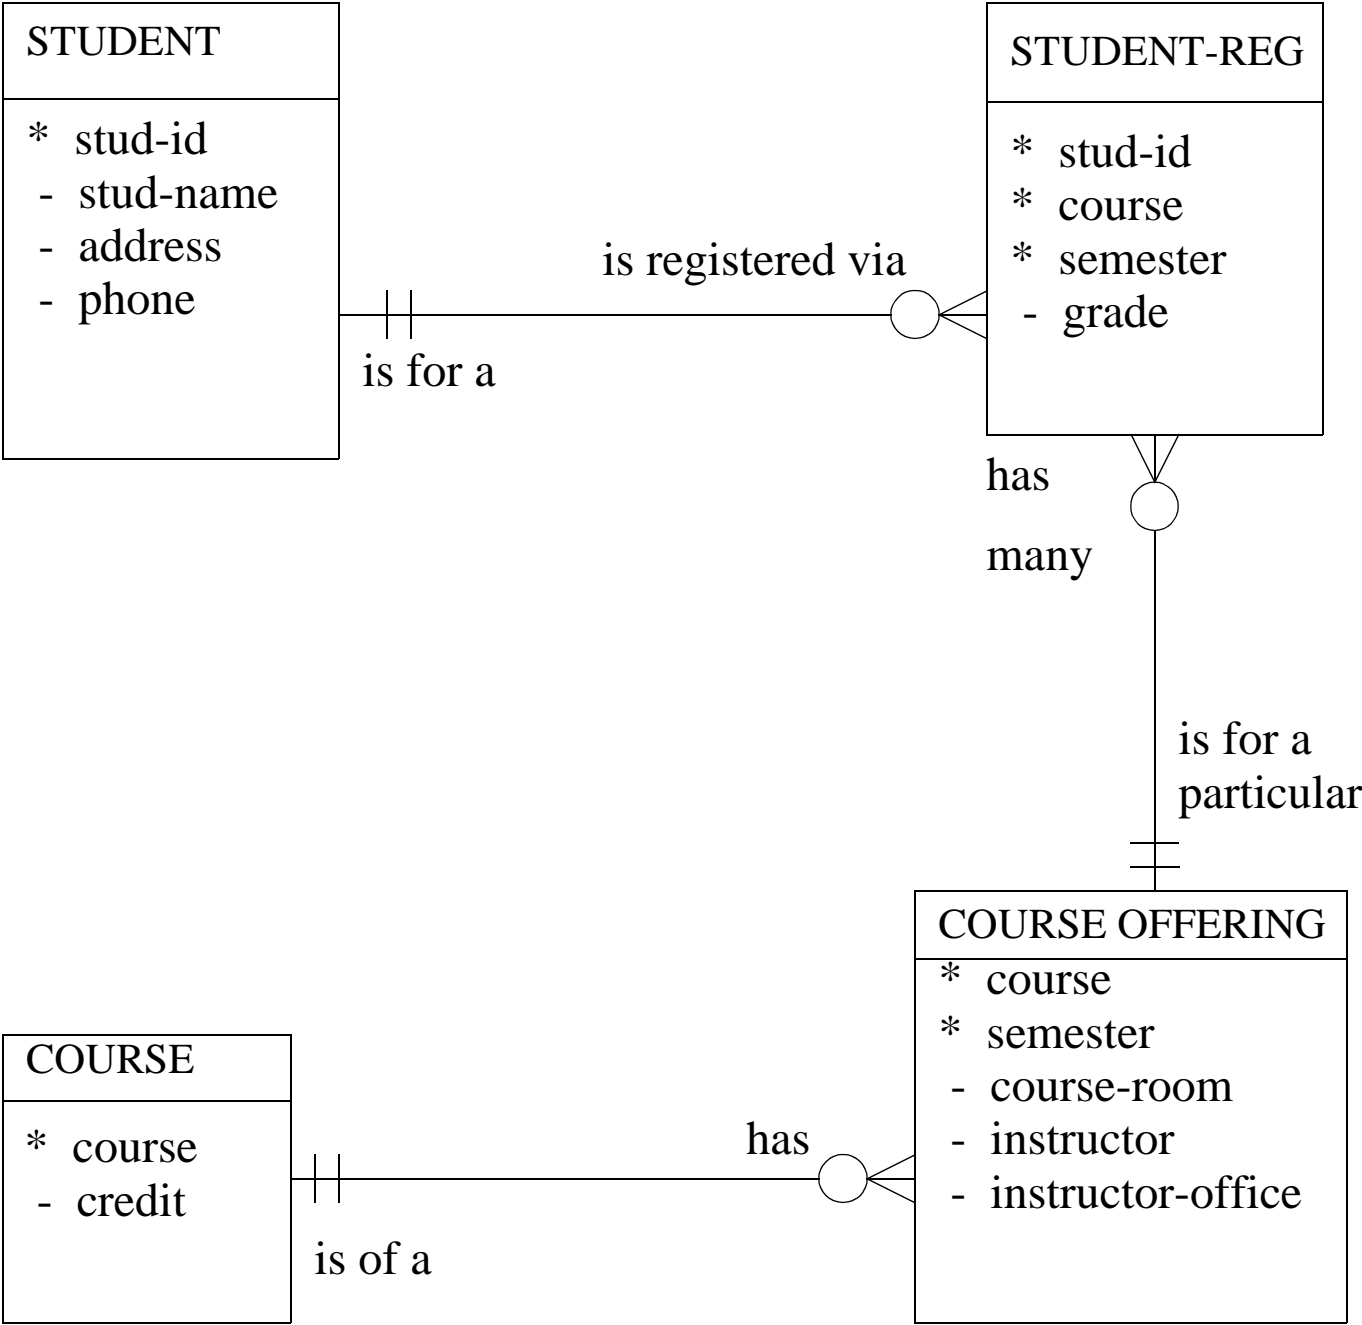 STUDENT
* stud-id
- stud-name
- address
- phone
is registered via
is for a
STUDENT-REG
* stud-id
* course
* semester
- grade
has
many
is for a
particular
COURSE OFFERING
* course
* semester
- course-room
- instructor
- instructor-office
COURSE
* course
- credit
has
is of a